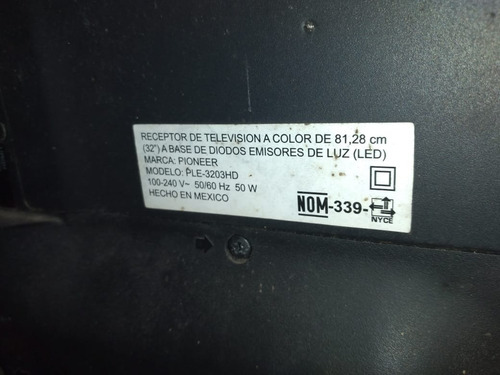 RECEPTOR DE TELEVISION A COLOR DE 81,28 cm
(32") A BASE DE DIODOS EMISORES DE LUZ (LED)
MARCA: PIONEER
MODELO: PLE-3203HD
100-240 V~ 50/60 Hz 50 W
HECHO EN MEXICO
NOM-339-
NYCE